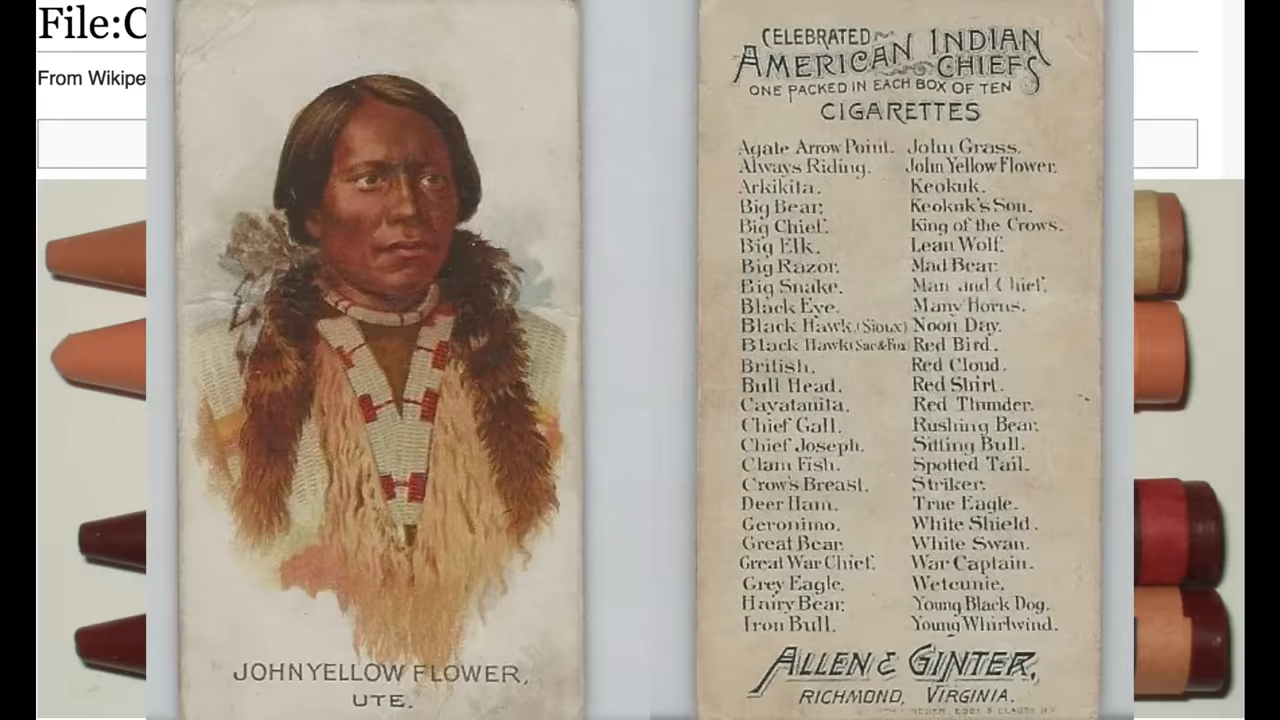 File:C
From Wikipe
JOHN YELLOW FLOWER,
UTE.
CELEBRATED
AMERICAN INDIAN
CHIEFS
ONE PACKED IN EACH BOX OF TEN
CIGARETTES
Agate Arrow Point. John Grass.
Always Riding. John Yellow Flower.
Arkikita. Keokuk.
Big Bear. Keokuk's Son.
Big Chief. King of the Crows.
Big Elk. Lean Wolf.
Big Razor. Mad Bear.
Big Snake. Man and Chief.
Black Eye. Many Horns.
Black Hawk (Sioux) Noon Day.
Black Hawk (Sac & Fox) Red Bird.
British. Red Cloud.
Bull Head. Red Shirt.
Cayatanita. Red Thunder.
Chief Gall. Rushing Bear.
Chief Joseph. Sitting Bull.
Clam Fish. Spotted Tail.
Crow's Breast. Striker.
Deer Ham. True Eagle.
Geronimo. White Shield.
Great Bear. White Swan.
Great War Chief. War Captain.
Grey Eagle. Wetcunie.
Hairy Bear. Young Black Dog.
Iron Bull. Young Whirlwind.
ALLEN & GINTER,
RICHMOND, VIRGINIA.